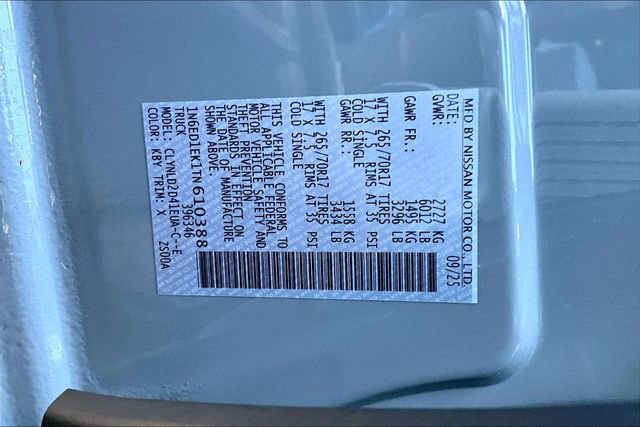 MFD BY NISSAN MOTOR CO., LTD.
DATE: 09/25
GVWR: 2727 KG
6012 LB
GAWR FR.: 1495 KG
3296 LB
WITH 265/70R17 TIRES
17 X 7.5 RIMS AT 35 PSI
COLD SINGLE
GAWR RR.: 1558 KG
3434 LB
WITH 265/70R17 TIRES
17 X 7.5 RIMS AT 35 PSI
COLD SINGLE
THIS VEHICLE CONFORMS TO
ALL APPLICABLE FEDERAL
MOTOR VEHICLE SAFETY AND
THEFT PREVENTION
STANDARDS IN EFFECT ON
THE DATE OF MANUFACTURE
SHOWN ABOVE.
1N6ED1EK1TN610388
TRUCK 396346
MODEL: CLYNLD2D41EUA-C--E
COLOR: KBY TRIM: X Z500A